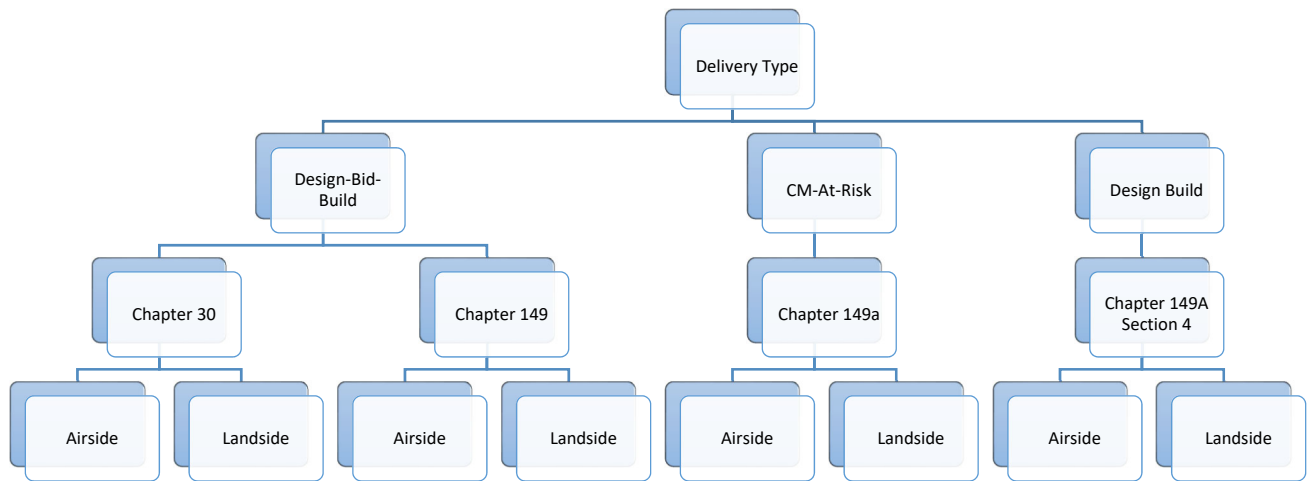 Delivery Type
Design-Bid-
Build
CM-At-Risk
Design Build
Chapter 30
Chapter 149
Chapter 149a
Chapter 149A
Section 4
Airside
Landside
Airside
Landside
Airside
Landside
Airside
Landside